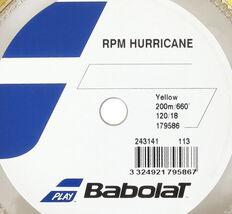 RPM HURRICANE
Yellow
200m/660'
120/18
179586
243141 113
3 324921 795867
PLAY
Babolat